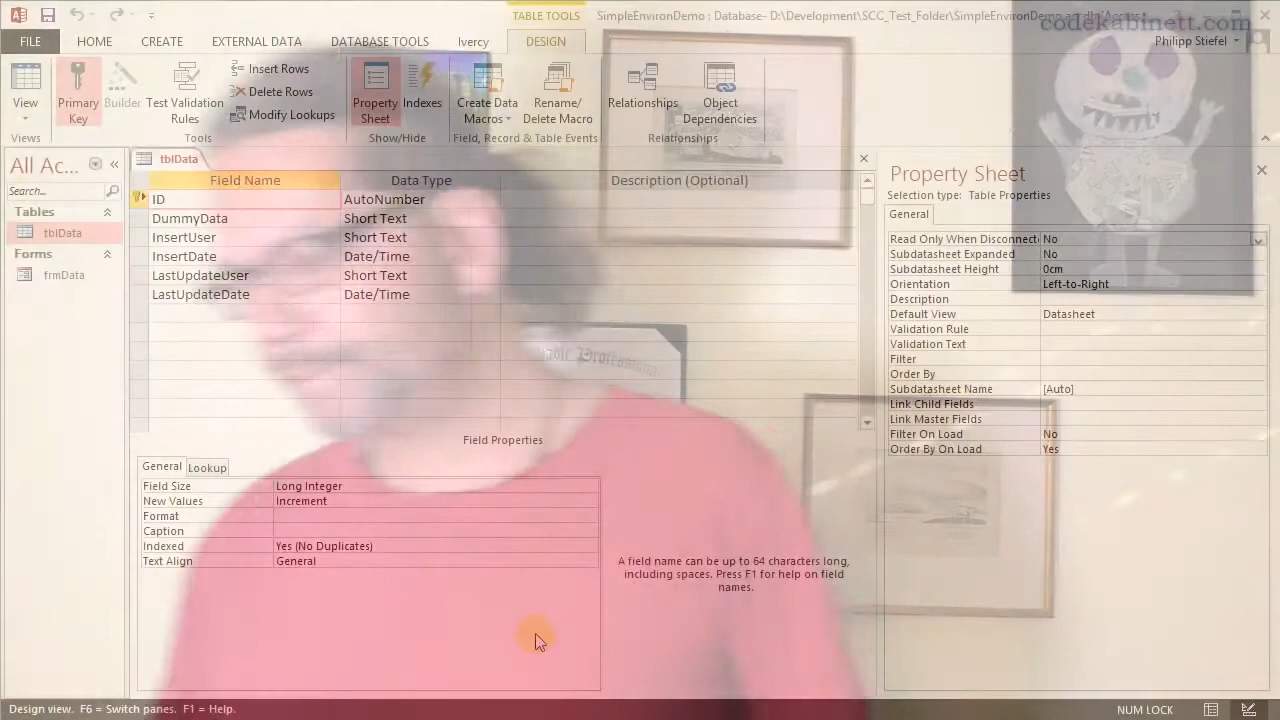 TABLE TOOLS
SimpleEnvironDemo : Database- D:\Development\SCC_Test_Folder\SimpleEnvironDemo
codekabinett.com
FILE HOME CREATE EXTERNAL DATA DATABASE TOOLS Ivercy DESIGN
Philipp Stiefel
View
Primary Key
Builder
Test Validation Rules
Insert Rows
Delete Rows
Modify Lookups
Property Sheet
Indexes
Create Data Macros
Rename/ Delete Macro
Relationships
Object Dependencies
Views Tools Show/Hide Field, Record & Table Events Relationships
All Ac...
Search...
Tables
tblData
Forms
frmData
tblData
Field Name Data Type Description (Optional)
ID AutoNumber
DummyData Short Text
InsertUser Short Text
InsertDate Date/Time
LastUpdateUser Short Text
LastUpdateDate Date/Time
Field Properties
General Lookup
Field Size Long Integer
New Values Increment
Format
Caption
Indexed Yes (No Duplicates)
Text Align General
A field name can be up to 64 characters long,
including spaces. Press F1 for help on field
names.
Property Sheet
Selection type: Table Properties
General
Read Only When Disconnect No
Subdatasheet Expanded No
Subdatasheet Height 0cm
Orientation Left-to-Right
Description
Default View Datasheet
Validation Rule
Validation Text
Filter
Order By
Subdatasheet Name [Auto]
Link Child Fields
Link Master Fields
Filter On Load No
Order By On Load Yes
Design view. F6 = Switch panes. F1 = Help.
NUM LOCK